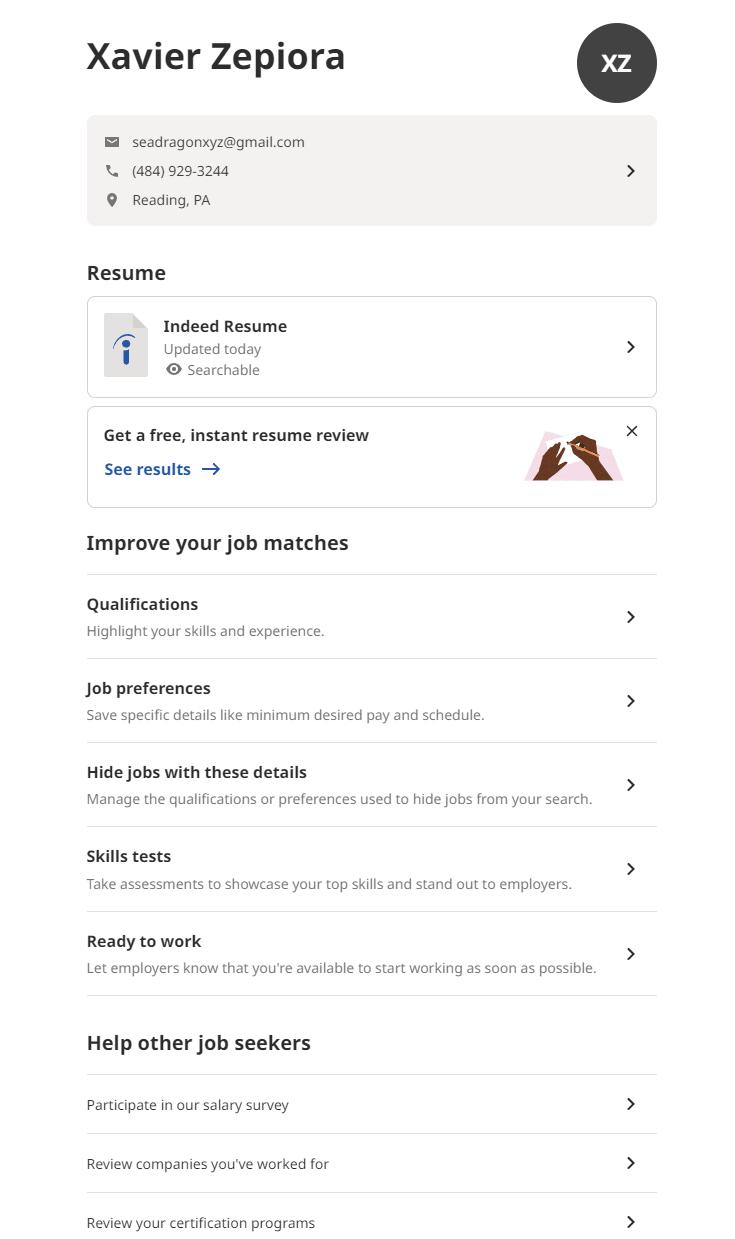 Xavier Zepiora
XZ
seadragonxyz@gmail.com
(484) 929-3244
Reading, PA
Resume
Indeed Resume
Updated today
Searchable
Get a free, instant resume review
See results
Improve your job matches
Qualifications
Highlight your skills and experience.
Job preferences
Save specific details like minimum desired pay and schedule.
Hide jobs with these details
Manage the qualifications or preferences used to hide jobs from your search.
Skills tests
Take assessments to showcase your top skills and stand out to employers.
Ready to work
Let employers know that you're available to start working as soon as possible.
Help other job seekers
Participate in our salary survey
Review companies you've worked for
Review your certification programs